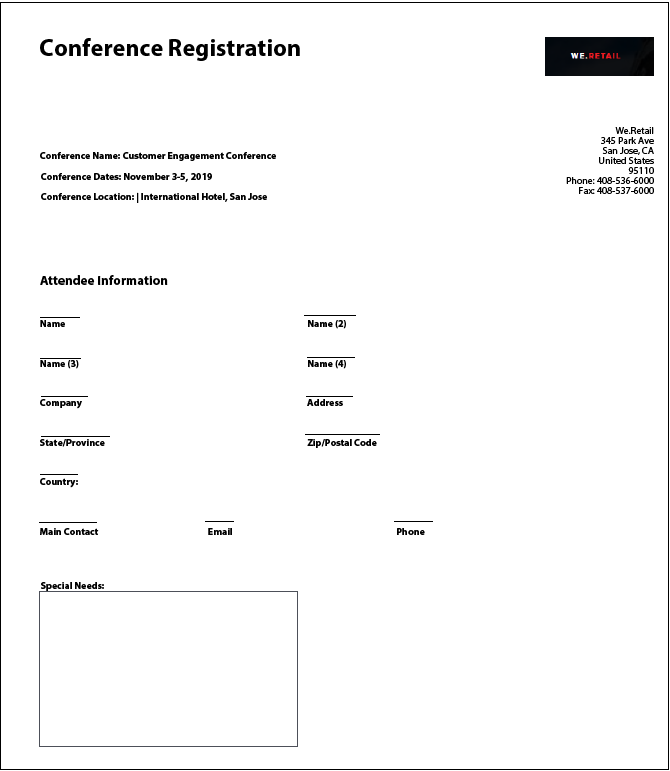 Conference Registration
WE.RETAIL
We.Retail
345 Park Ave
San Jose, CA
United States
95110
Phone: 408-536-6000
Fax: 408-537-6000
Conference Name: Customer Engagement Conference
Conference Dates: November 3-5, 2019
Conference Location: | International Hotel, San Jose
Attendee Information
Name
Name (2)
Name (3)
Name (4)
Company
Address
State/Province
Zip/Postal Code
Country:
Main Contact
Email
Phone
Special Needs: